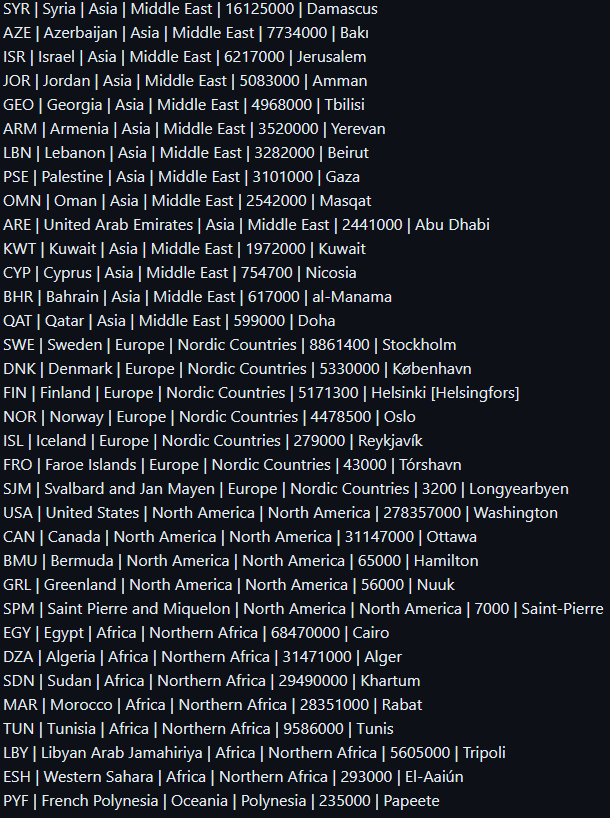 SYR | Syria | Asia | Middle East | 16125000 | Damascus
AZE | Azerbaijan | Asia | Middle East | 7734000 | Bakı
ISR | Israel | Asia | Middle East | 6217000 | Jerusalem
JOR | Jordan | Asia | Middle East | 5083000 | Amman
GEO | Georgia | Asia | Middle East | 4968000 | Tbilisi
ARM | Armenia | Asia | Middle East | 3520000 | Yerevan
LBN | Lebanon | Asia | Middle East | 3282000 | Beirut
PSE | Palestine | Asia | Middle East | 3101000 | Gaza
OMN | Oman | Asia | Middle East | 2542000 | Masqat
ARE | United Arab Emirates | Asia | Middle East | 2441000 | Abu Dhabi
KWT | Kuwait | Asia | Middle East | 1972000 | Kuwait
CYP | Cyprus | Asia | Middle East | 754700 | Nicosia
BHR | Bahrain | Asia | Middle East | 617000 | al-Manama
QAT | Qatar | Asia | Middle East | 599000 | Doha
SWE | Sweden | Europe | Nordic Countries | 8861400 | Stockholm
DNK | Denmark | Europe | Nordic Countries | 5330000 | København
FIN | Finland | Europe | Nordic Countries | 5171300 | Helsinki [Helsingfors]
NOR | Norway | Europe | Nordic Countries | 4478500 | Oslo
ISL | Iceland | Europe | Nordic Countries | 279000 | Reykjavík
FRO | Faroe Islands | Europe | Nordic Countries | 43000 | Tórshavn
SJM | Svalbard and Jan Mayen | Europe | Nordic Countries | 3200 | Longyearbyen
USA | United States | North America | North America | 278357000 | Washington
CAN | Canada | North America | North America | 31147000 | Ottawa
BMU | Bermuda | North America | North America | 65000 | Hamilton
GRL | Greenland | North America | North America | 56000 | Nuuk
SPM | Saint Pierre and Miquelon | North America | North America | 7000 | Saint-Pierre
EGY | Egypt | Africa | Northern Africa | 68470000 | Cairo
DZA | Algeria | Africa | Northern Africa | 31471000 | Alger
SDN | Sudan | Africa | Northern Africa | 29490000 | Khartum
MAR | Morocco | Africa | Northern Africa | 28351000 | Rabat
TUN | Tunisia | Africa | Northern Africa | 9586000 | Tunis
LBY | Libyan Arab Jamahiriya | Africa | Northern Africa | 5605000 | Tripoli
ESH | Western Sahara | Africa | Northern Africa | 293000 | El-Aaiún
PYF | French Polynesia | Oceania | Polynesia | 235000 | Papeete